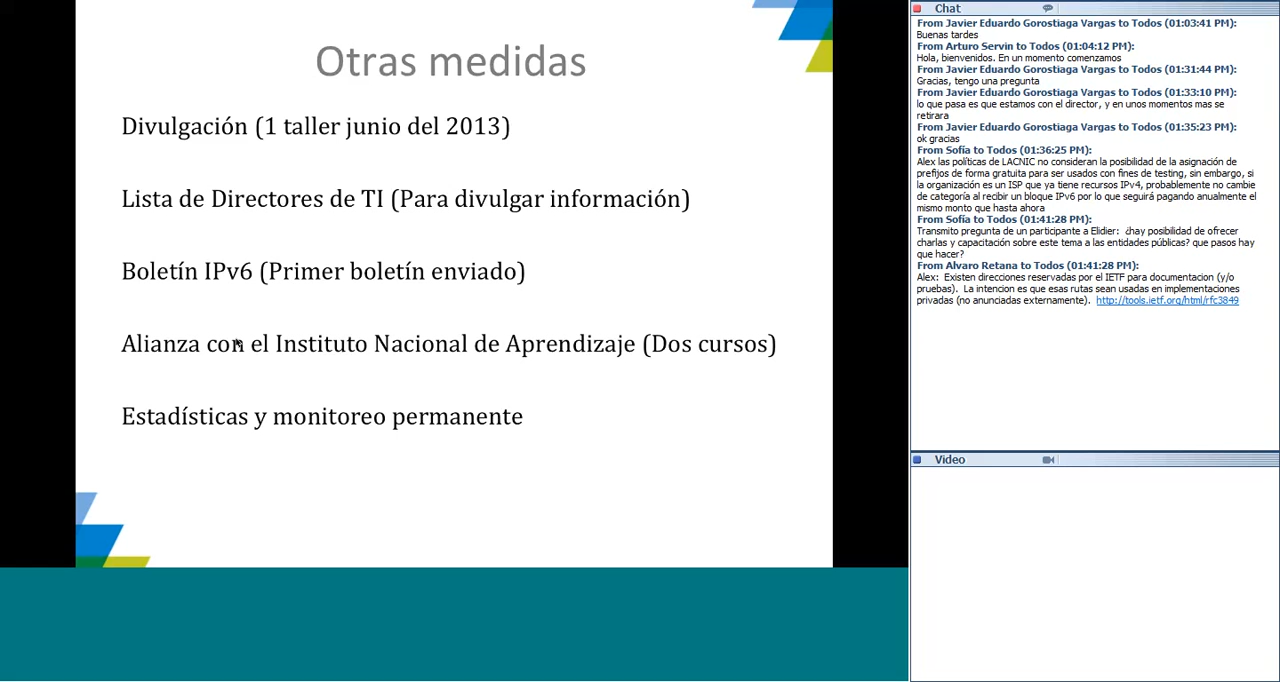 Otras medidas
Divulgación (1 taller junio del 2013)
Lista de Directores de TI (Para divulgar información)
Boletín IPv6 (Primer boletín enviado)
Alianza con el Instituto Nacional de Aprendizaje (Dos cursos)
Estadísticas y monitoreo permanente
Chat
From Javier Eduardo Gorostiaga Vargas to Todos (01:03:41 PM):
Buenas tardes
From Arturo Servin to Todos (01:04:12 PM):
Hola, bienvenidos. En un momento comenzamos
From Javier Eduardo Gorostiaga Vargas to Todos (01:31:44 PM):
Gracias, tengo una pregunta
From Javier Eduardo Gorostiaga Vargas to Todos (01:33:10 PM):
lo que pasa es que estamos con el director, y en unos momentos mas se
retirara
From Javier Eduardo Gorostiaga Vargas to Todos (01:35:23 PM):
ok gracias
From Sofía to Todos (01:36:25 PM):
Alex las políticas de LACNIC no consideran la posibilidad de la asignación de
prefijos de forma gratuita para ser usados con fines de testing, sin embargo, si
la organización es un ISP que ya tiene recursos IPv4, probablemente no cambie
de categoría al recibir un bloque IPv6 por lo que seguirá pagando anualmente el
mismo monto que hasta ahora
From Sofía to Todos (01:41:28 PM):
Transmito pregunta de un participante a Elidier: ¿hay posibilidad de ofrecer
charlas y capacitación sobre este tema a las entidades públicas? que pasos hay
que hacer?
From Alvaro Retana to Todos (01:41:28 PM):
Alex: Existen direcciones reservadas por el IETF para documentacion (y/o
pruebas). La intencion es que esas rutas sean usadas en implementaciones
privadas (no anunciadas externamente). http://tools.ietf.org/html/rfc3849
Video